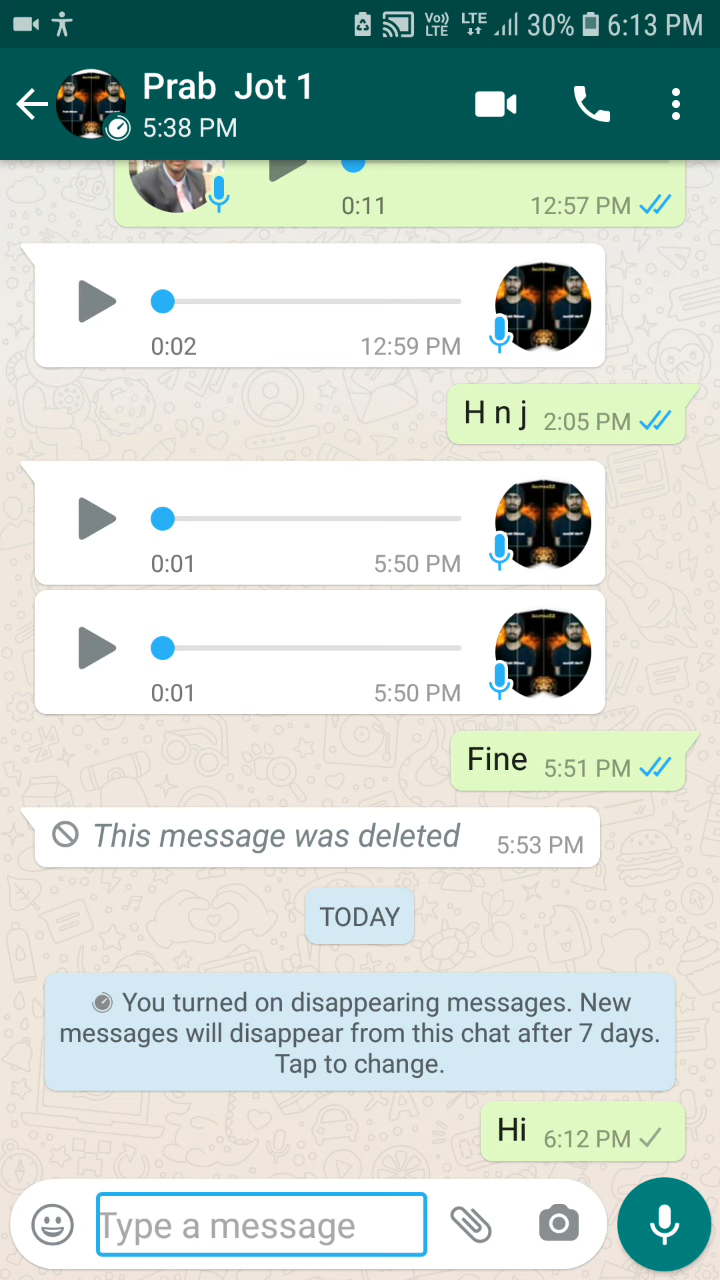 Vo)) LTE LTE 30% 6:13 PM
Prab Jot 1
5:38 PM
0:11 12:57 PM
0:02 12:59 PM
H n j 2:05 PM
0:01 5:50 PM
0:01 5:50 PM
Fine 5:51 PM
This message was deleted 5:53 PM
TODAY
You turned on disappearing messages. New
messages will disappear from this chat after 7 days.
Tap to change.
Hi 6:12 PM
Type a message